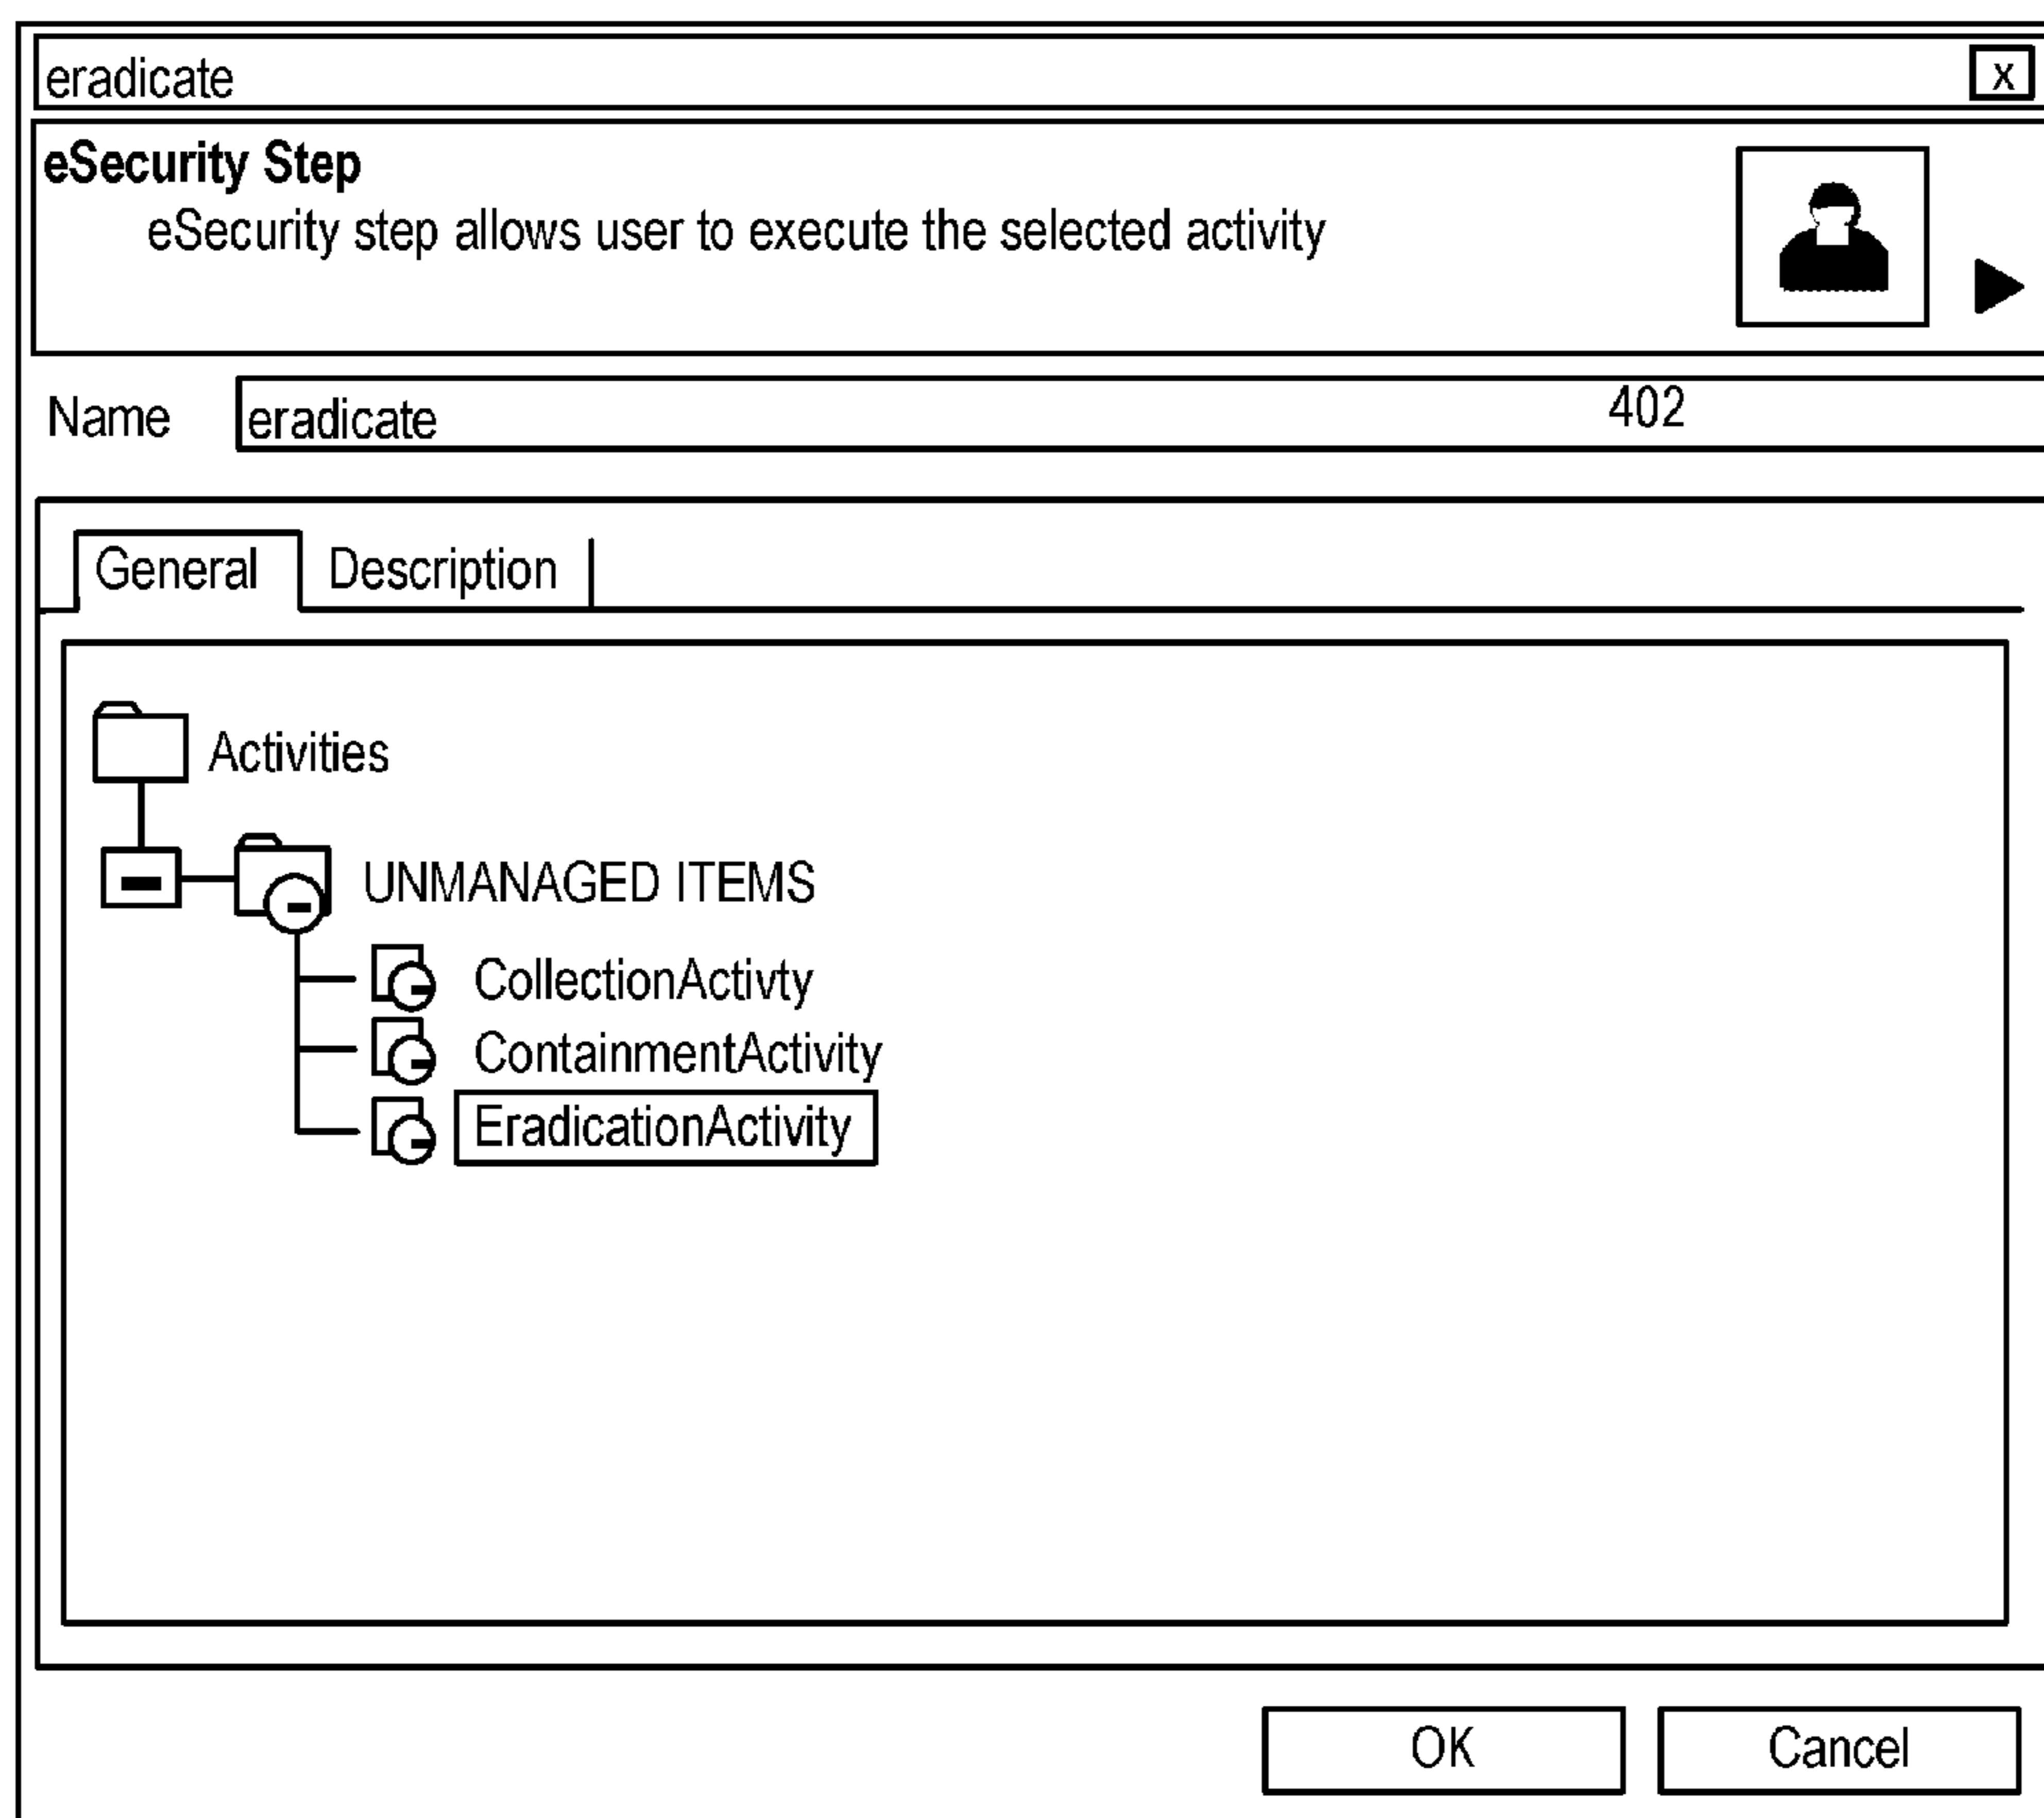 eradicate x
eSecurity Step
eSecurity step allows user to execute the selected activity
Name eradicate 402
General Description
Activities
UNMANAGED ITEMS
CollectionActivty
ContainmentActivity
EradicationActivity
OK Cancel